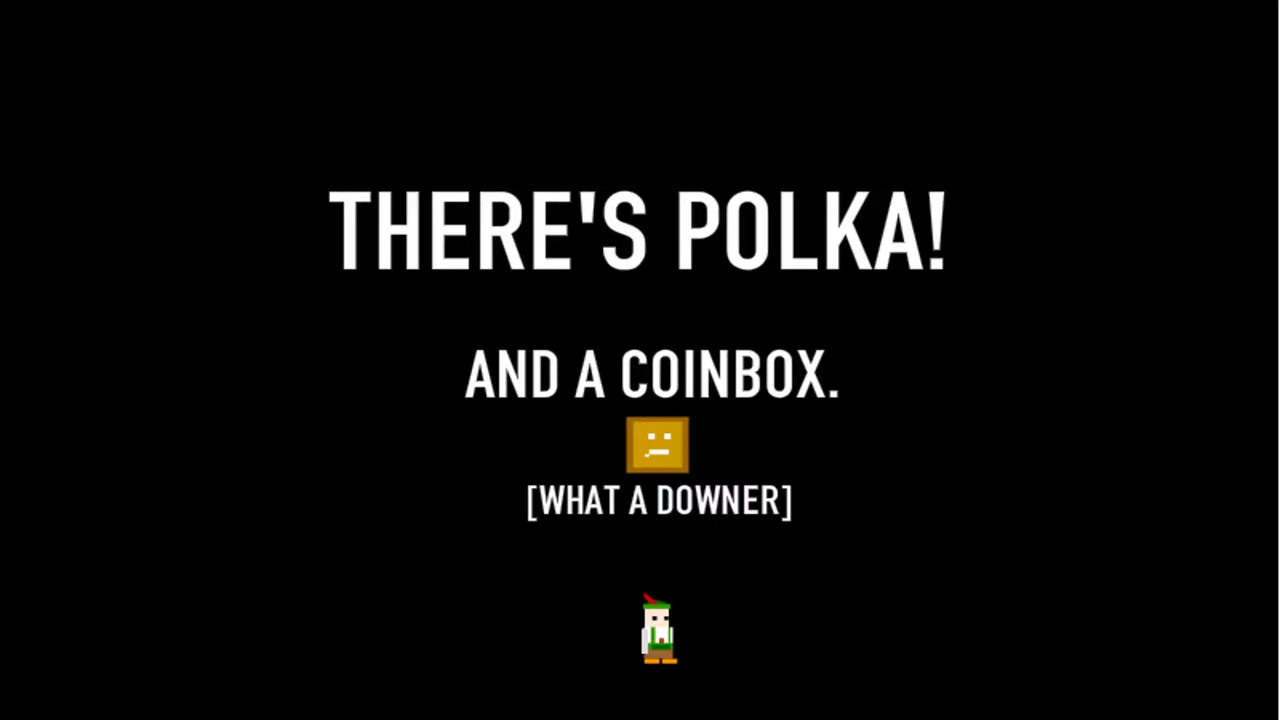 THERE'S POLKA!
AND A COINBOX.
[WHAT A DOWNER]